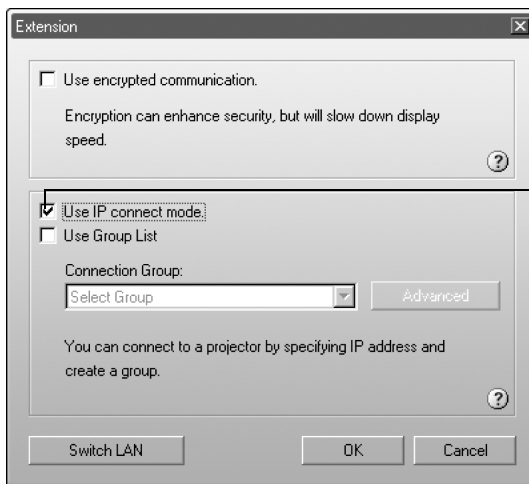 Extension
Use encrypted communication.
Encryption can enhance security, but will slow down display
speed.
?
Use IP connect mode.
Use Group List
Connection Group:
Select Group
Advanced
You can connect to a projector by specifying IP address and
create a group.
?
Switch LAN
OK
Cancel